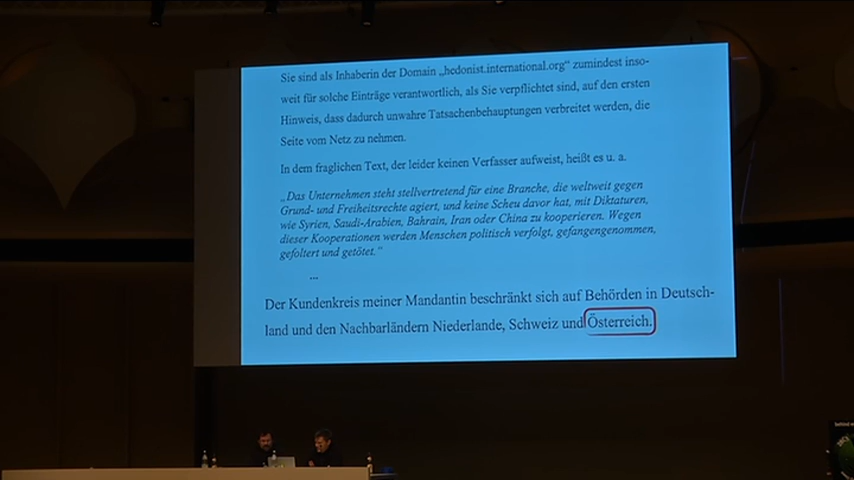 Sie sind als Inhaberin der Domain „hedonist.international.org“ zumindest inso-
weit für solche Einträge verantwortlich, als Sie verpflichtet sind, auf den ersten
Hinweis, dass dadurch unwahre Tatsachenbehauptungen verbreitet werden, die
Seite vom Netz zu nehmen.
In dem fraglichen Text, der leider keinen Verfasser aufweist, heißt es u. a.
„Das Unternehmen steht stellvertretend für eine Branche, die weltweit gegen
Grund- und Freiheitsrechte agiert, und keine Scheu davor hat, mit Diktaturen,
wie Syrien, Saudi-Arabien, Bahrain, Iran oder China zu kooperieren. Wegen
dieser Kooperationen werden Menschen politisch verfolgt, gefangengenommen,
gefoltert und getötet.“
...
Der Kundenkreis meiner Mandantin beschränkt sich auf Behörden in Deutsch-
land und den Nachbarländern Niederlande, Schweiz und Österreich.